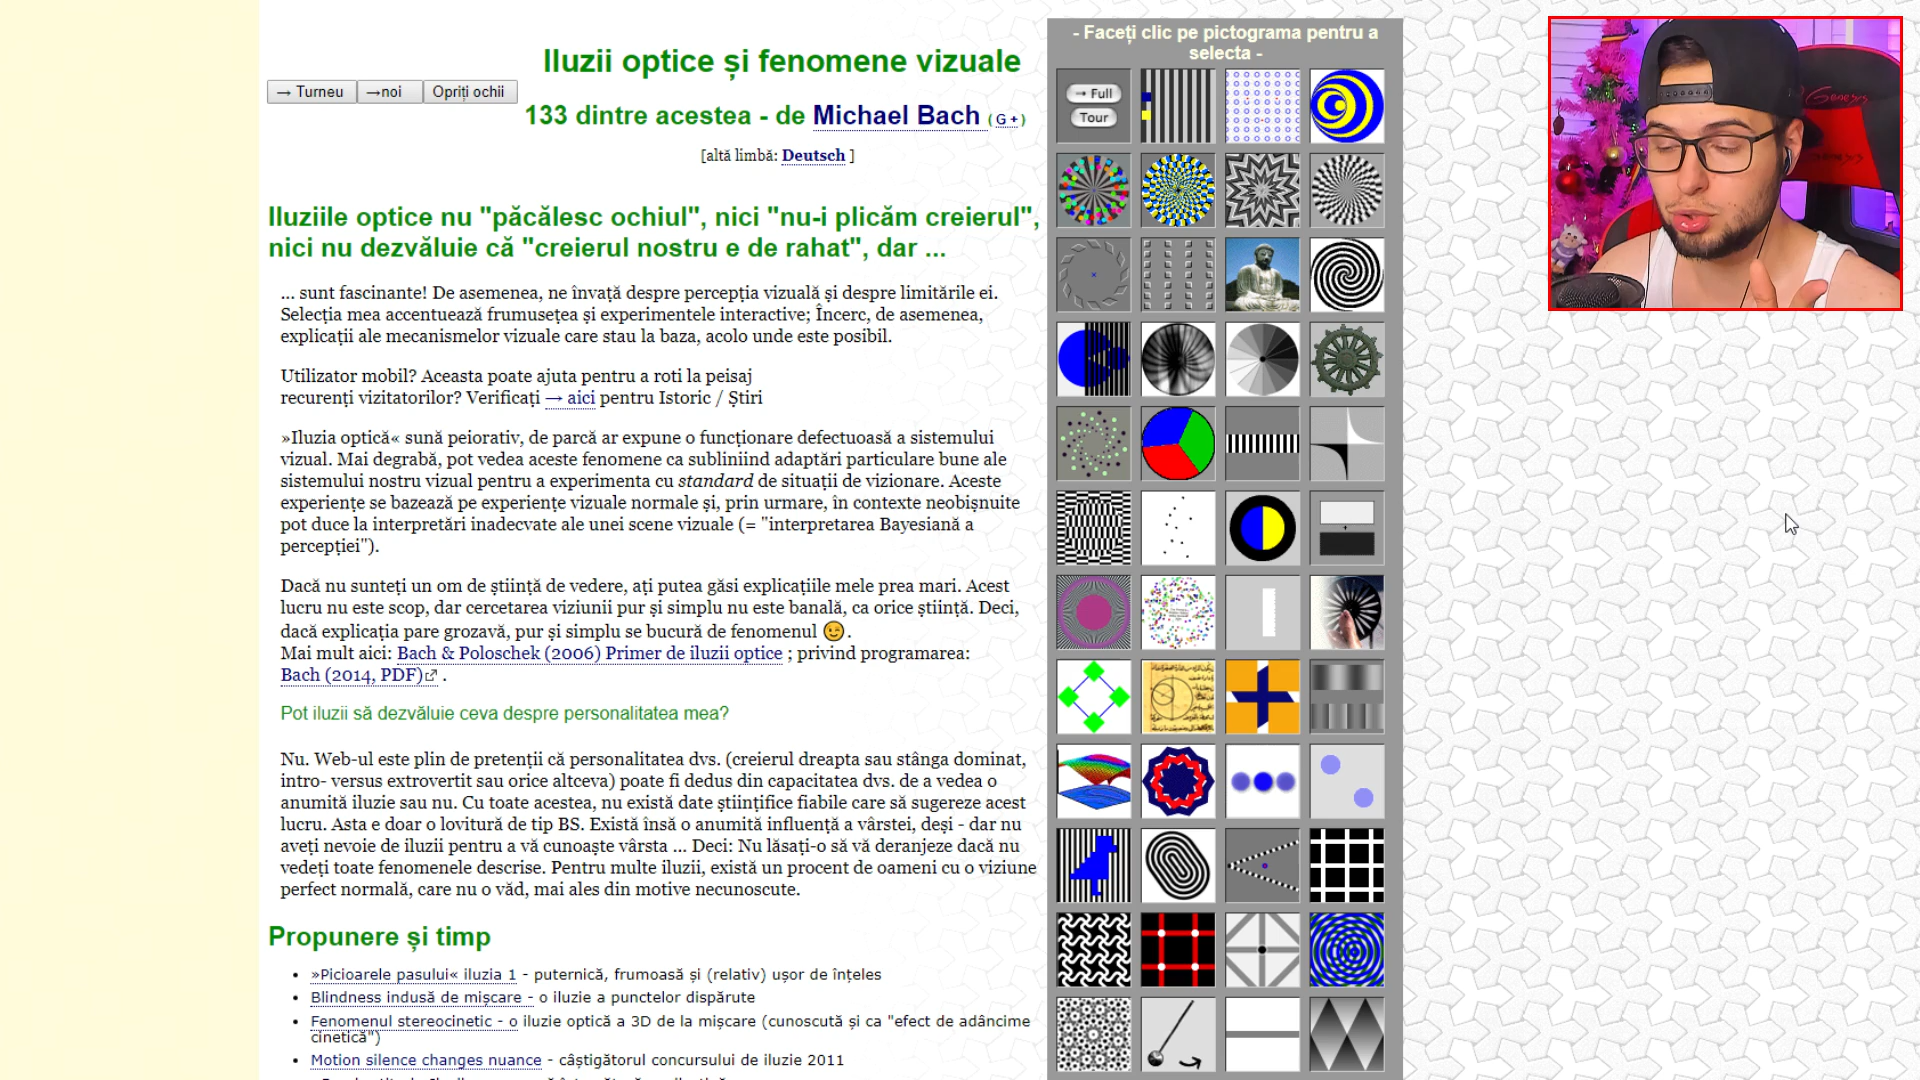 Iluzii optice și fenomene vizuale
→ Turneu
→noi
Opriți ochii
133 dintre acestea - de Michael Bach ( G + )
[altă limbă: Deutsch ]
Iluziile optice nu "păcălesc ochiul", nici "nu-i plicăm creierul",
nici nu dezvăluie că "creierul nostru e de rahat", dar ...
... sunt fascinante! De asemenea, ne învață despre percepția vizuală și despre limitările ei.
Selecția mea accentuează frumusețea și experimentele interactive; Încerc, de asemenea,
explicații ale mecanismelor vizuale care stau la baza, acolo unde este posibil.
Utilizator mobil? Aceasta poate ajuta pentru a roti la peisaj
recurenți vizitatorilor? Verificați → aici pentru Istoric / Știri
»Iluzia optică« sună peiorativ, de parcă ar expune o funcționare defectuoasă a sistemului
vizual. Mai degrabă, pot vedea aceste fenomene ca subliniind adaptări particulare bune ale
sistemului nostru vizual pentru a experimenta cu standard de situații de vizionare. Aceste
experiențe se bazează pe experiențe vizuale normale și, prin urmare, în contexte neobișnuite
pot duce la interpretări inadecvate ale unei scene vizuale (= "interpretarea Bayesiană a
percepției").
Dacă nu sunteți un om de știință de vedere, ați putea găsi explicațiile mele prea mari. Acest
lucru nu este scop, dar cercetarea viziunii pur și simplu nu este banală, ca orice știință. Deci,
dacă explicația pare grozavă, pur și simplu se bucură de fenomenul 😉.
Mai mult aici: Bach & Poloschek (2006) Primer de iluzii optice ; privind programarea:
Bach (2014, PDF) .
Pot iluzii să dezvăluie ceva despre personalitatea mea?
Nu. Web-ul este plin de pretenții că personalitatea dvs. (creierul dreapta sau stânga dominat,
intro- versus extrovertit sau orice altceva) poate fi dedus din capacitatea dvs. de a vedea o
anumită iluzie sau nu. Cu toate acestea, nu există date științifice fiabile care să sugereze acest
lucru. Asta e doar o lovitură de tip BS. Există însă o anumită influență a vârstei, deși - dar nu
aveți nevoie de iluzii pentru a vă cunoaște vârsta ... Deci: Nu lăsați-o să vă deranjeze dacă nu
vedeți toate fenomenele descrise. Pentru multe iluzii, există un procent de oameni cu o viziune
perfect normală, care nu o văd, mai ales din motive necunoscute.
Propunere și timp
• »Picioarele pasului« iluzia 1 - puternică, frumoasă și (relativ) ușor de înțeles
• Blindness indusă de mișcare - o iluzie a punctelor dispărute
• Fenomenul stereocinetic - o iluzie optică a 3D de la mișcare (cunoscută și ca "efect de adâncime
cinetică")
• Motion silence changes nuance - câștigătorul concursului de iluzie 2011
- Faceți clic pe pictograma pentru a
selecta -
→ Full
Tour